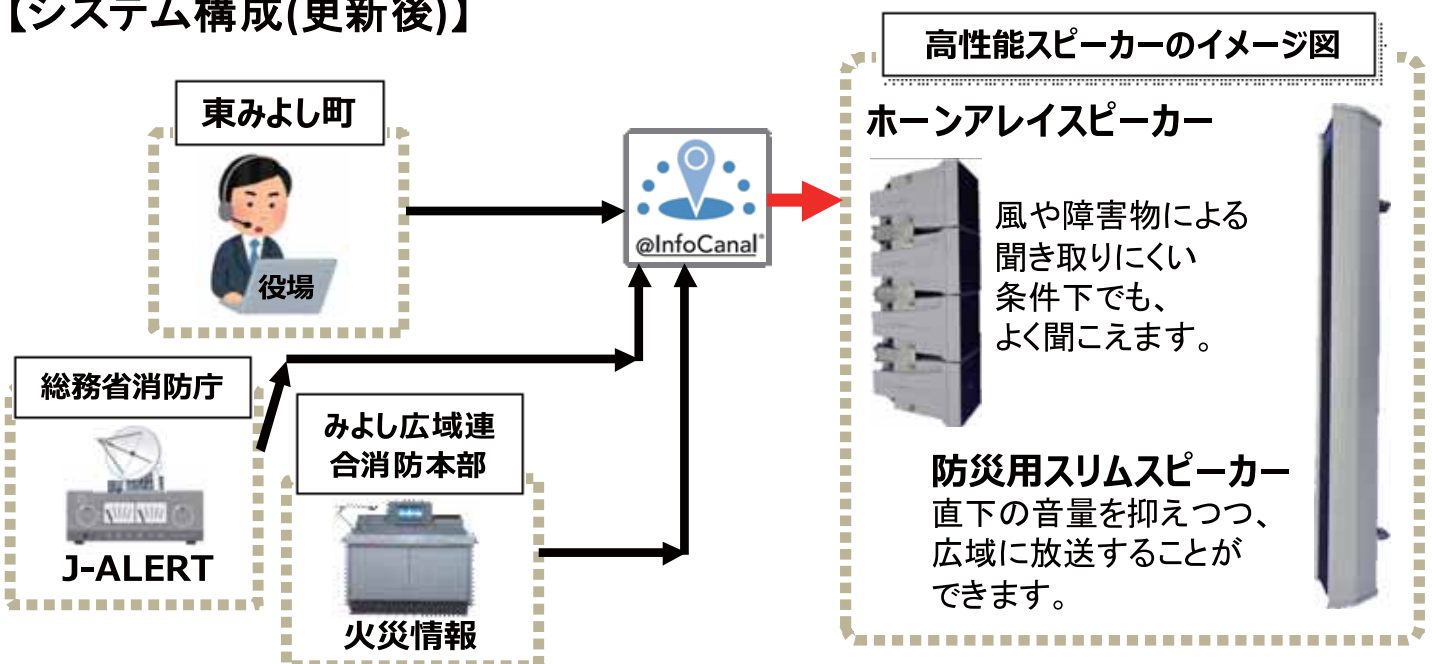 【システム構成(更新後)】
東みよし町
役場
総務省消防庁
J-ALERT
みよし広域連
合消防本部
火災情報
@InfoCanal®
高性能スピーカーのイメージ図
ホーンアレイスピーカー
風や障害物による
聞き取りにくい
条件下でも、
よく聞こえます。
防災用スリムスピーカー
直下の音量を抑えつつ、
広域に放送することが
できます。